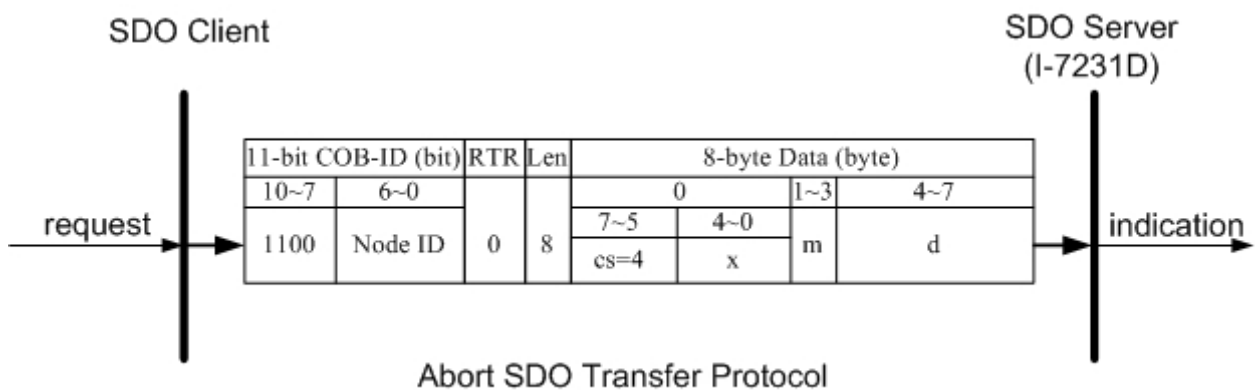 SDO Client
SDO Server
(I-7231D)
11-bit COB-ID (bit) RTR Len 8-byte Data (byte)
10~7 6~0 0 1~3 4~7
request 1100 Node ID 0 8 7~5 4~0 m d indication
cs=4 x
Abort SDO Transfer Protocol